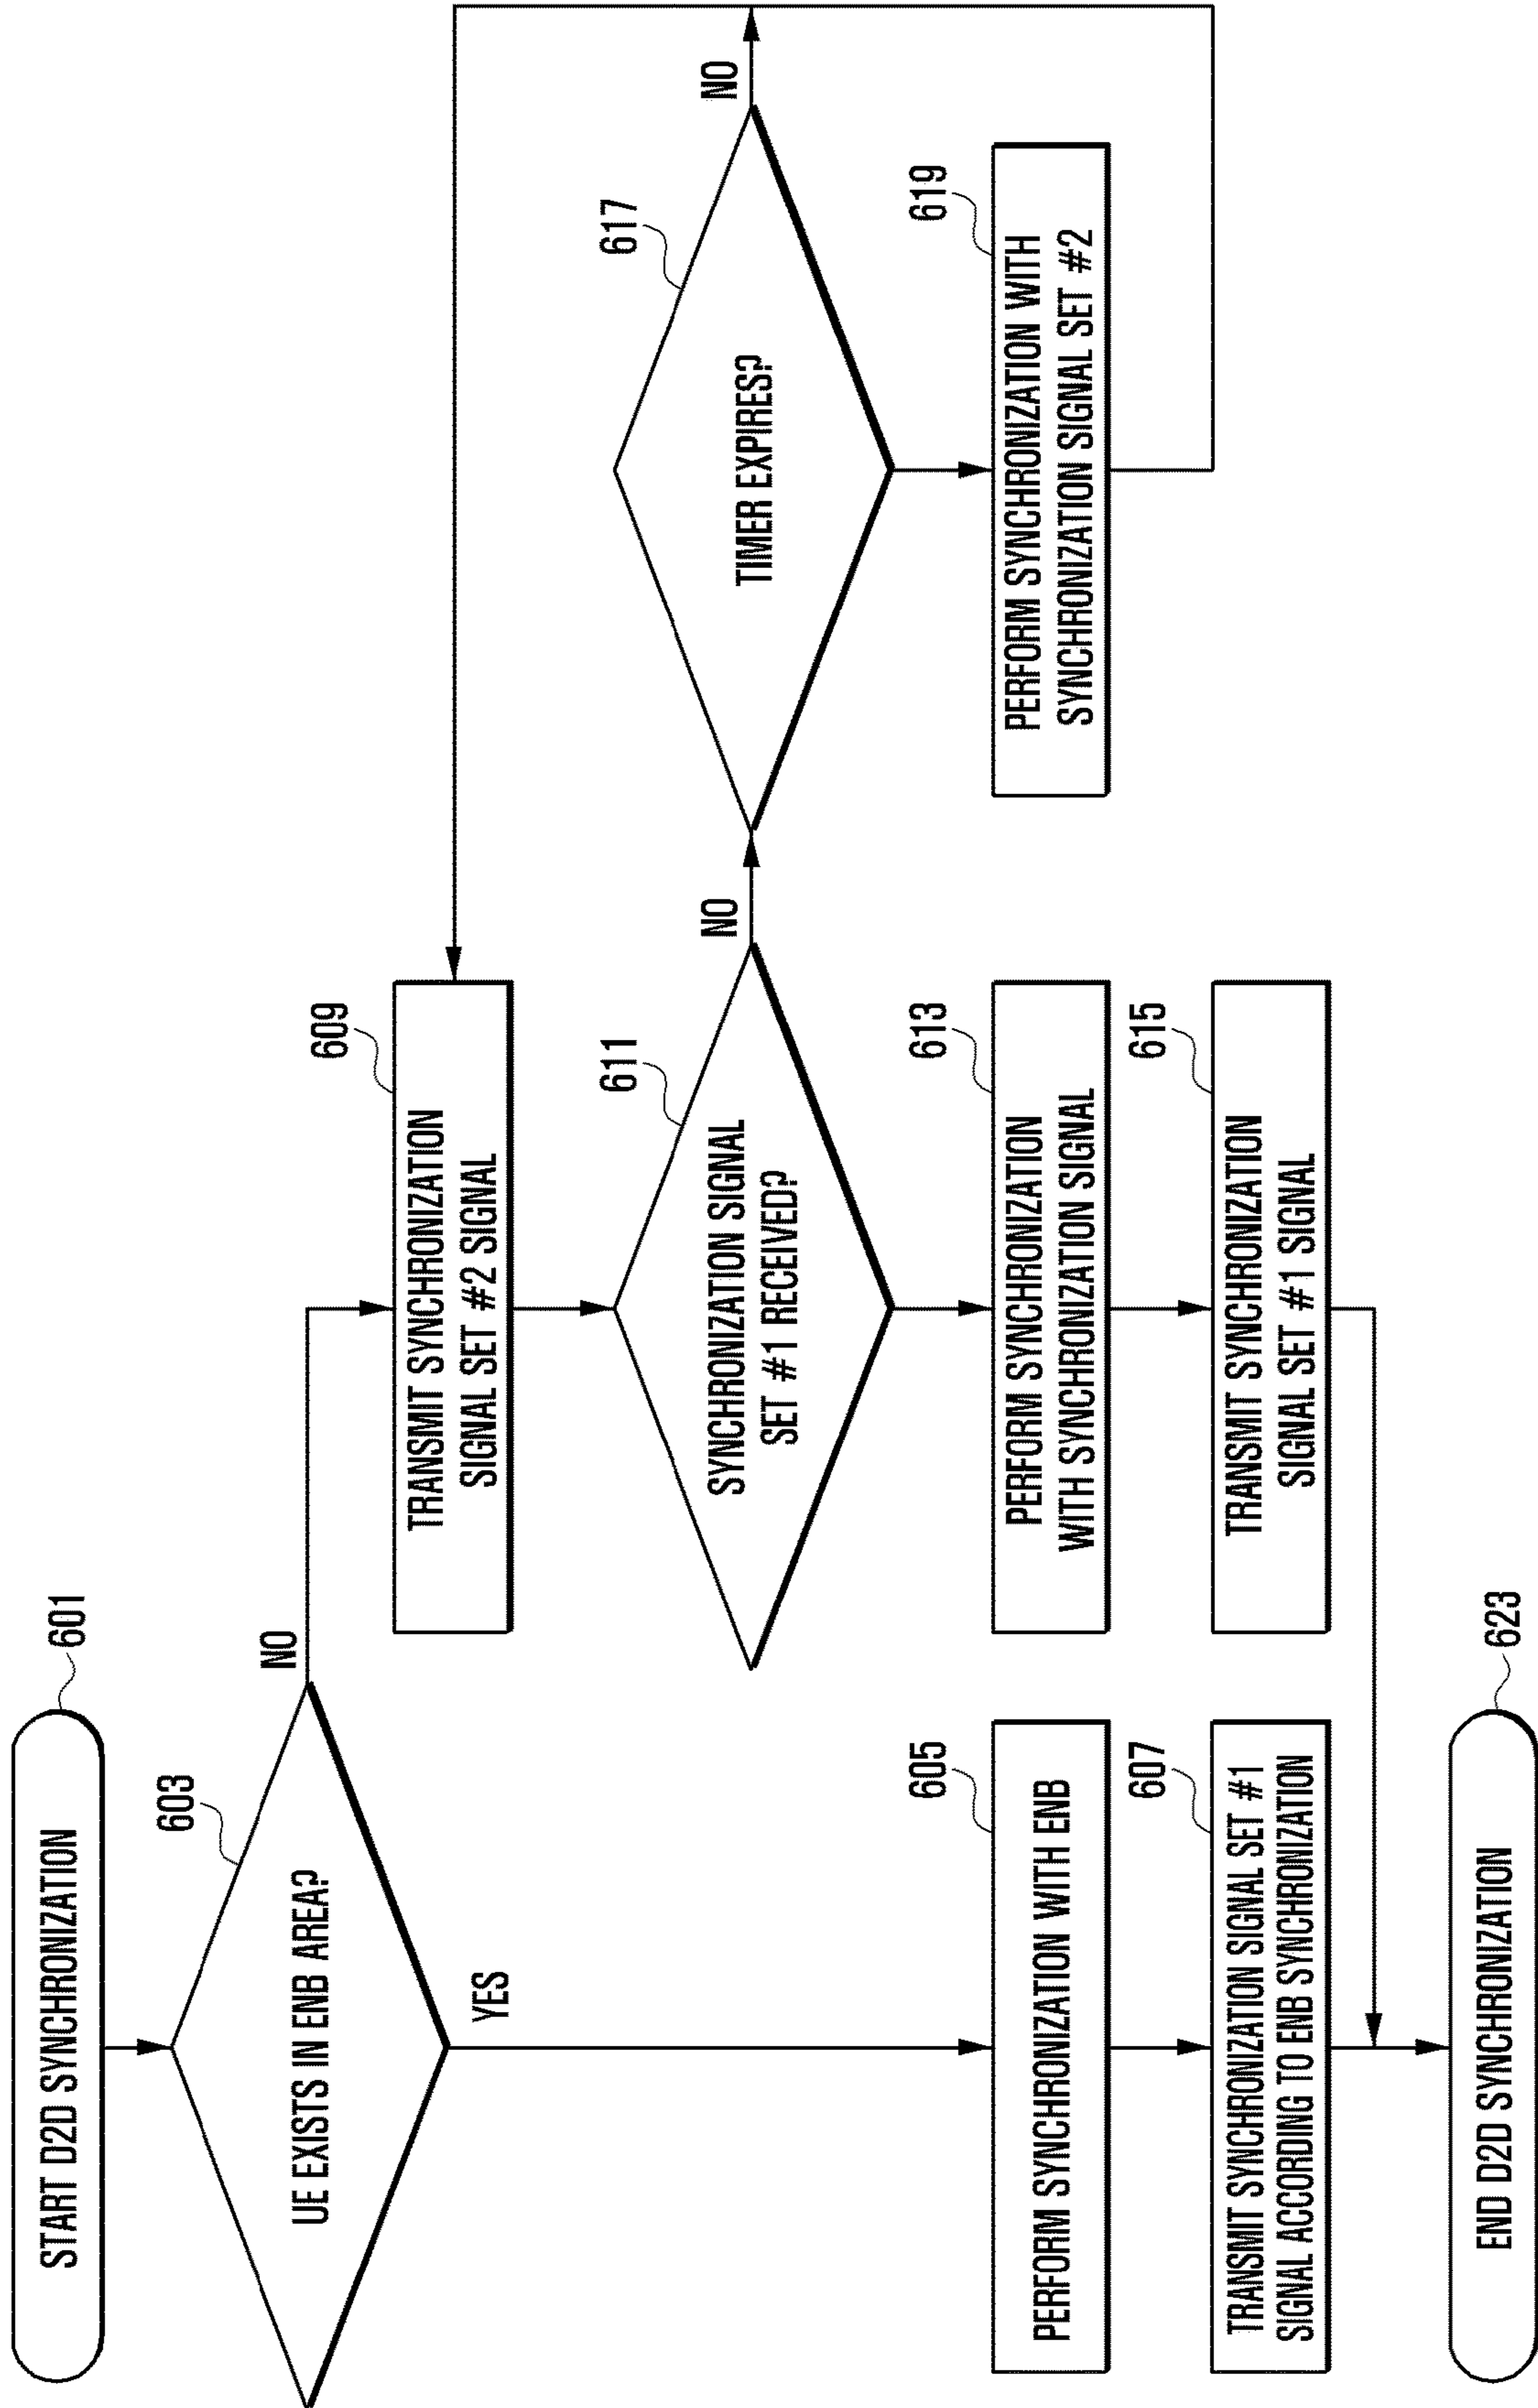 START D2D SYNCHRONIZATION
601
603
UE EXISTS IN ENB AREA?
NO
YES
605
PERFORM SYNCHRONIZATION WITH ENB
607
TRANSMIT SYNCHRONIZATION SIGNAL SET #1
SIGNAL ACCORDING TO ENB SYNCHRONIZATION
609
TRANSMIT SYNCHRONIZATION
SIGNAL SET #2 SIGNAL
611
SYNCHRONIZATION SIGNAL
SET #1 RECEIVED?
NO
613
PERFORM SYNCHRONIZATION
WITH SYNCHRONIZATION SIGNAL
615
TRANSMIT SYNCHRONIZATION
SIGNAL SET #1 SIGNAL
617
TIMER EXPIRES?
NO
619
PERFORM SYNCHRONIZATION WITH
SYNCHRONIZATION SIGNAL SET #2
END D2D SYNCHRONIZATION
623